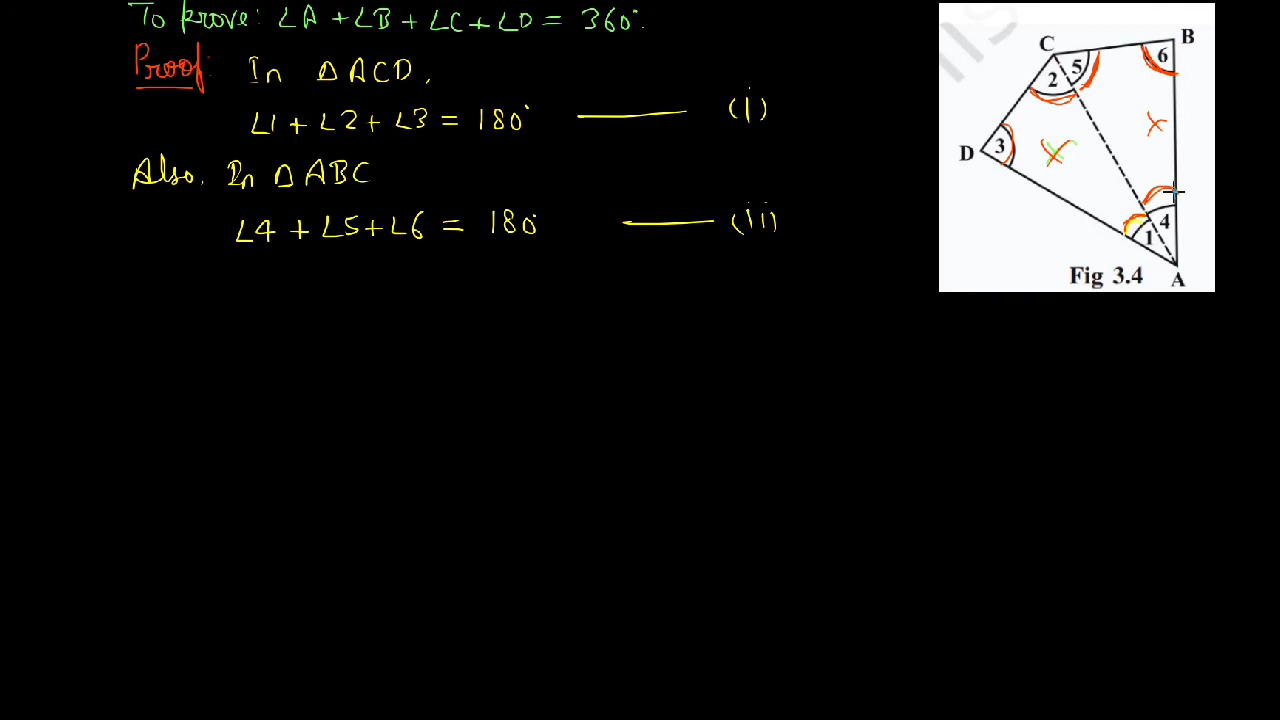 To prove: ∠A + ∠B + ∠C + ∠D = 360°.
Proof: In △ACD,
∠1 + ∠2 + ∠3 = 180° ——— (i)
Also, In △ABC
∠4 + ∠5 + ∠6 = 180° ——— (ii)
C
B
5
6
2
D
3
4
1
Fig 3.4
A